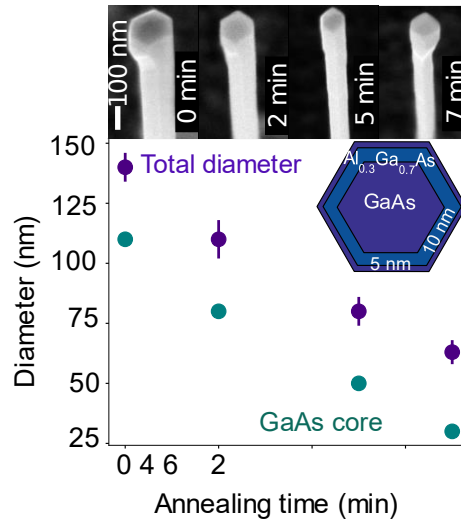 100 nm
0 min
2 min
5 min
7 min
150
125
100
75
50
25
Diameter (nm)
Total diameter
Al0.3Ga0.7As
GaAs
10 nm
5 nm
GaAs core
0 4 6 2
Annealing time (min)